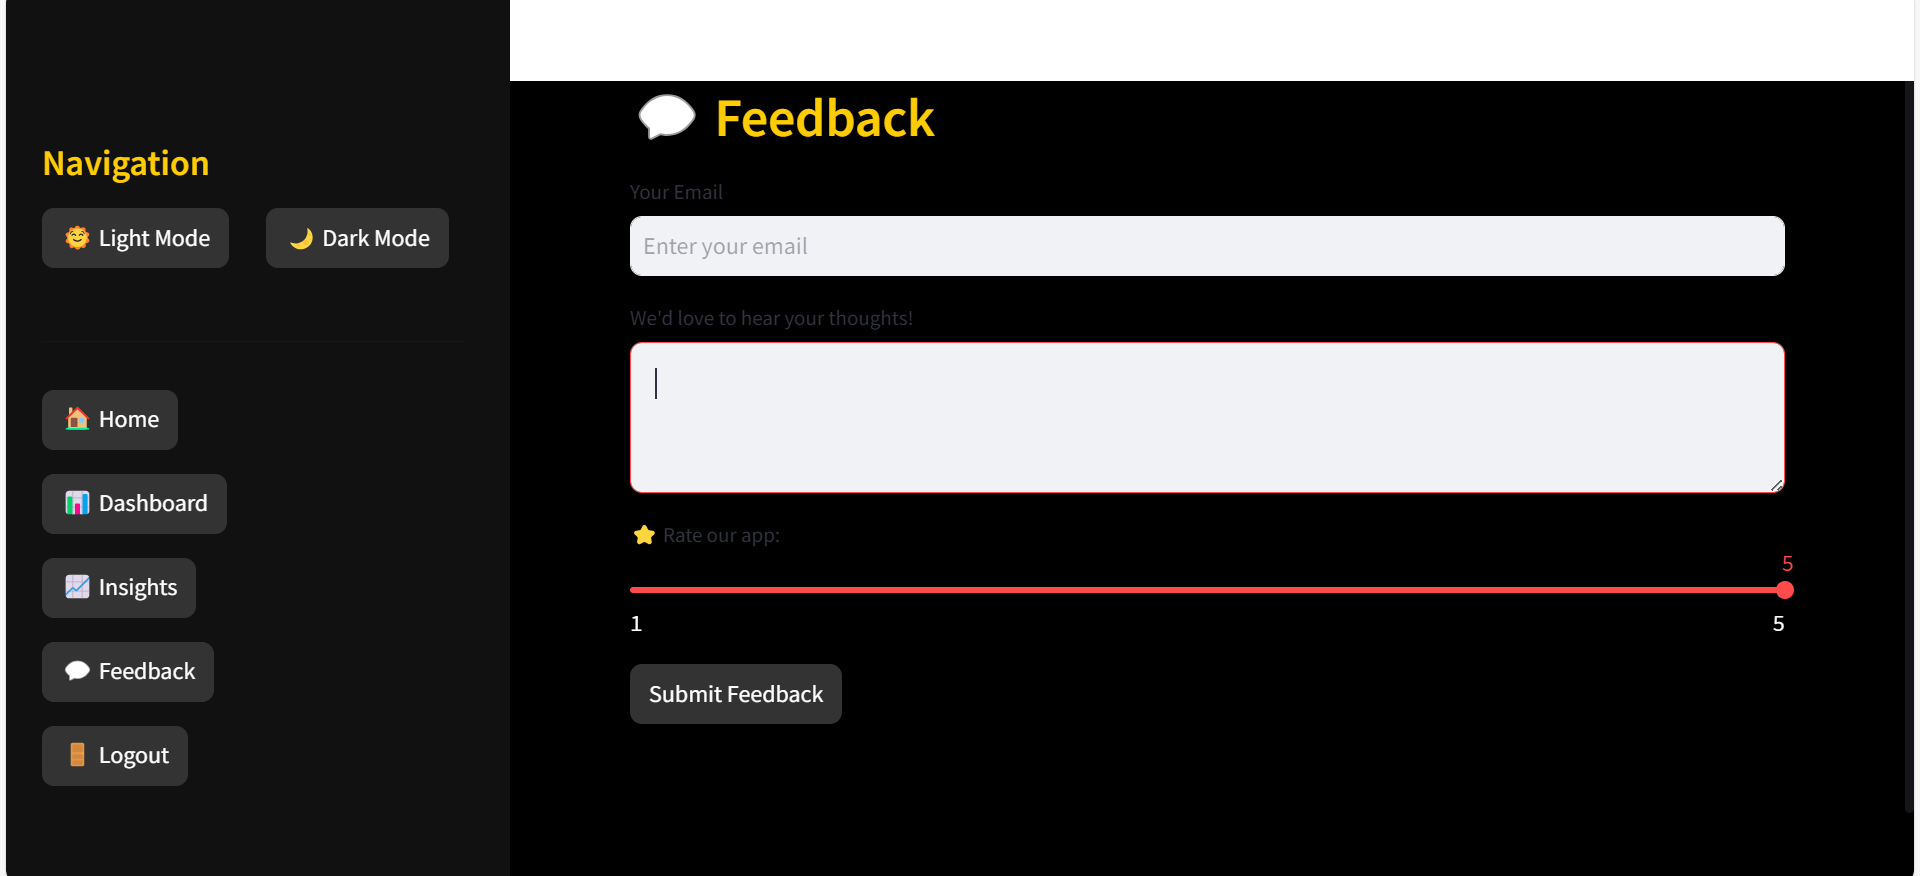 Navigation
Light Mode
Dark Mode
Home
Dashboard
Insights
Feedback
Logout
Feedback
Your Email
Enter your email
We'd love to hear your thoughts!
Rate our app:
5
1
5
Submit Feedback